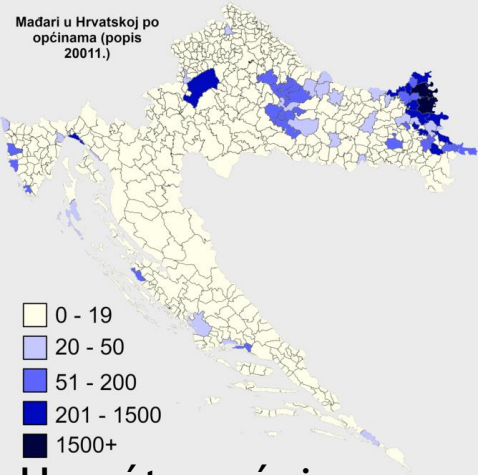 Mađari u Hrvatskoj po
općinama (popis
20011.)
0 - 19
20 - 50
51 - 200
201 - 1500
1500+